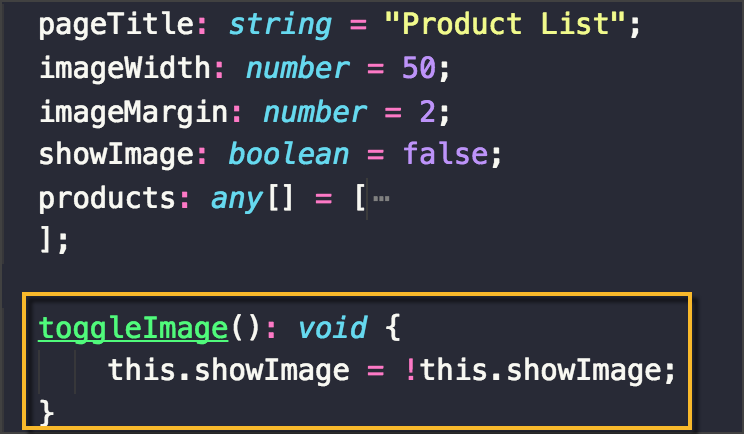 pageTitle: string = "Product List";
imageWidth: number = 50;
imageMargin: number = 2;
showImage: boolean = false;
products: any[] = [ ⋯
];
toggleImage(): void {
this.showImage = !this.showImage;
}